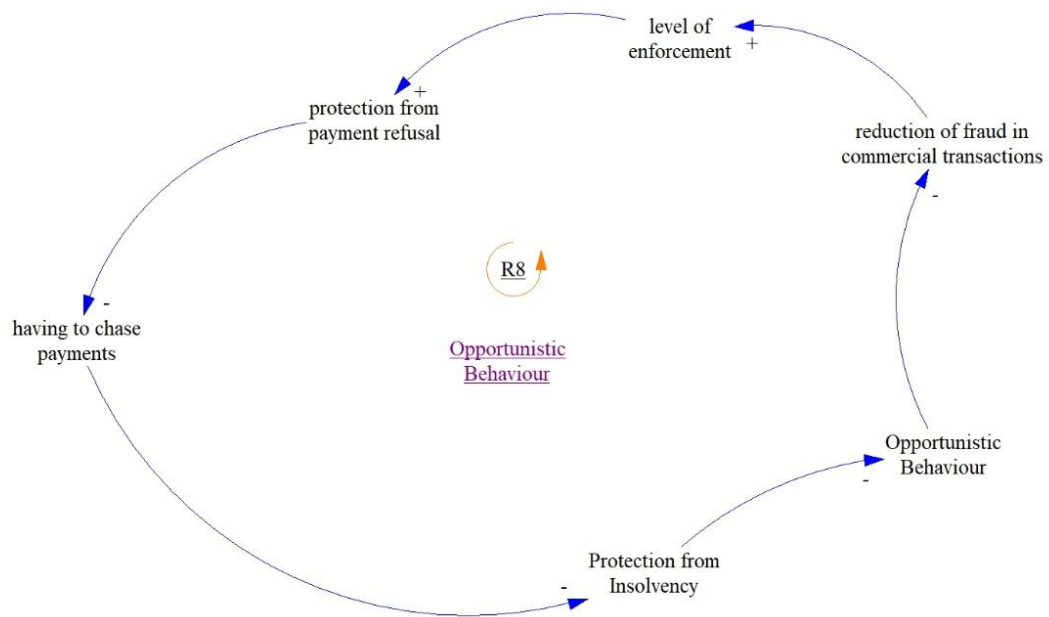 level of
enforcement
+
+
protection from
payment refusal
reduction of fraud in
commercial transactions
-
R8
-
having to chase
payments
Opportunistic
Behaviour
Opportunistic
Behaviour
-
Protection from
Insolvency
-